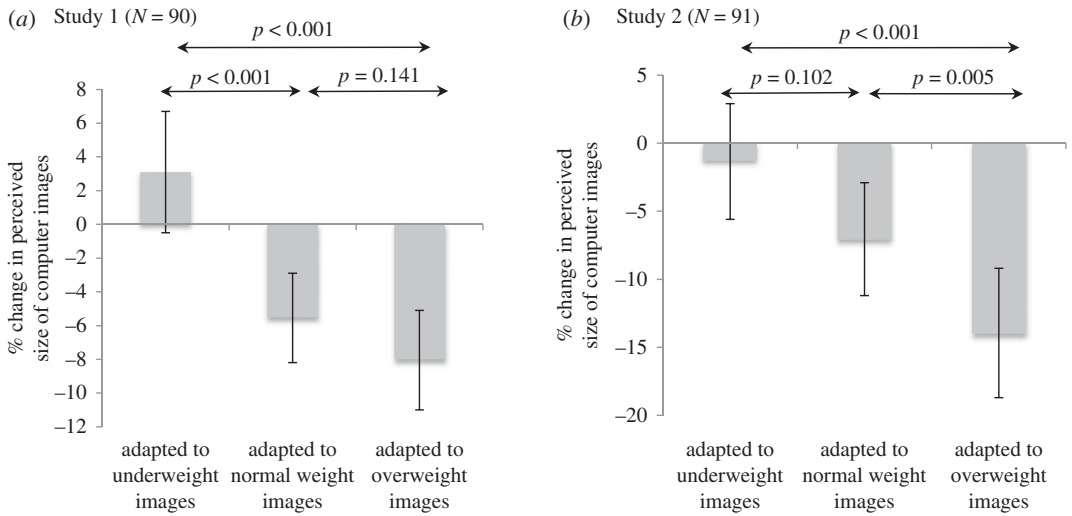 (a) Study 1 (N = 90)
p < 0.001
p < 0.001
p = 0.141
% change in perceived
size of computer images
8
6
4
2
0
–2
–4
–6
–8
–10
–12
adapted to
underweight
images
adapted to
normal weight
images
adapted to
overweight
images
(b) Study 2 (N = 91)
p < 0.001
p = 0.102
p = 0.005
% change in perceived
size of computer images
5
0
–5
–10
–15
–20
adapted to
underweight
images
adapted to
normal weight
images
adapted to
overweight
images